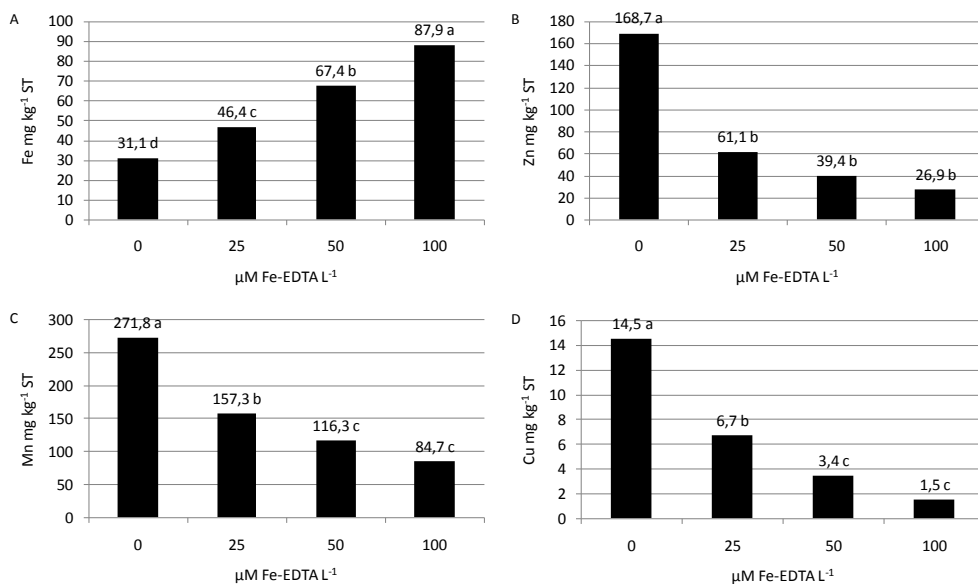 A
Fe mg kg⁻¹ ST
100
90
80
70
60
50
40
30
20
10
0
31,1 d
46,4 c
67,4 b
87,9 a
0 25 50 100
µM Fe-EDTA L⁻¹
B
Zn mg kg⁻¹ ST
180
160
140
120
100
80
60
40
20
0
168,7 a
61,1 b
39,4 b
26,9 b
0 25 50 100
µM Fe-EDTA L⁻¹
C
Mn mg kg⁻¹ ST
300
250
200
150
100
50
0
271,8 a
157,3 b
116,3 c
84,7 c
0 25 50 100
µM Fe-EDTA L⁻¹
D
Cu mg kg⁻¹ ST
16
14
12
10
8
6
4
2
0
14,5 a
6,7 b
3,4 c
1,5 c
0 25 50 100
µM Fe-EDTA L⁻¹